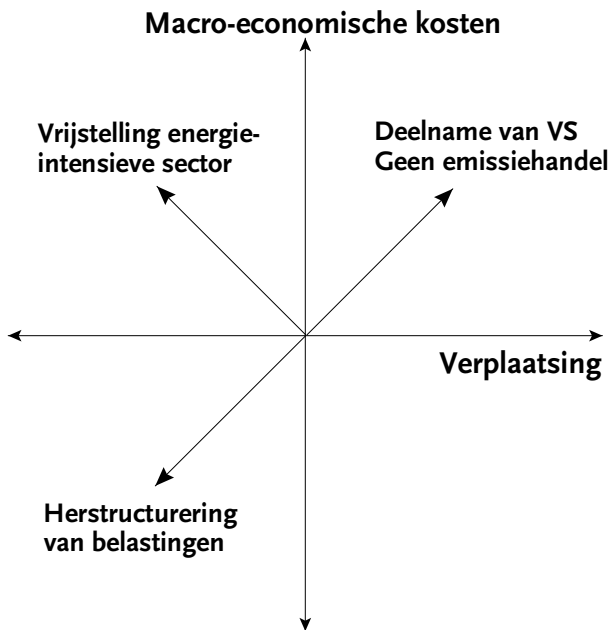 Macro-economische kosten
Vrijstelling energie-
intensieve sector
Deelname van VS
Geen emissiehandel
Verplaatsing
Herstructurering
van belastingen